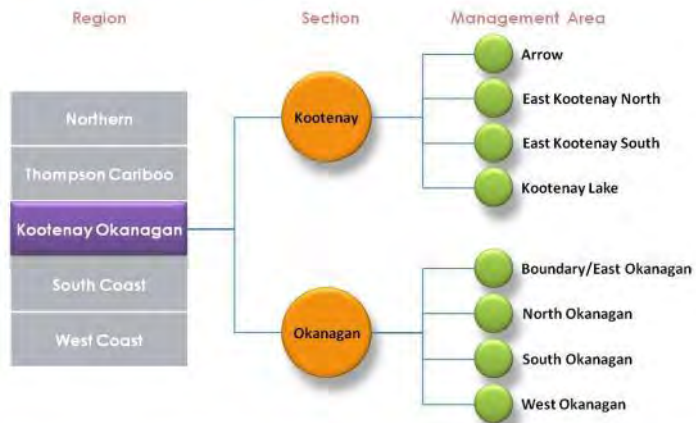 Region
Section
Management Area
Northern
Thompson Cariboo
Kootenay Okanagan
South Coast
West Coast
Kootenay
Okanagan
Arrow
East Kootenay North
East Kootenay South
Kootenay Lake
Boundary/East Okanagan
North Okanagan
South Okanagan
West Okanagan